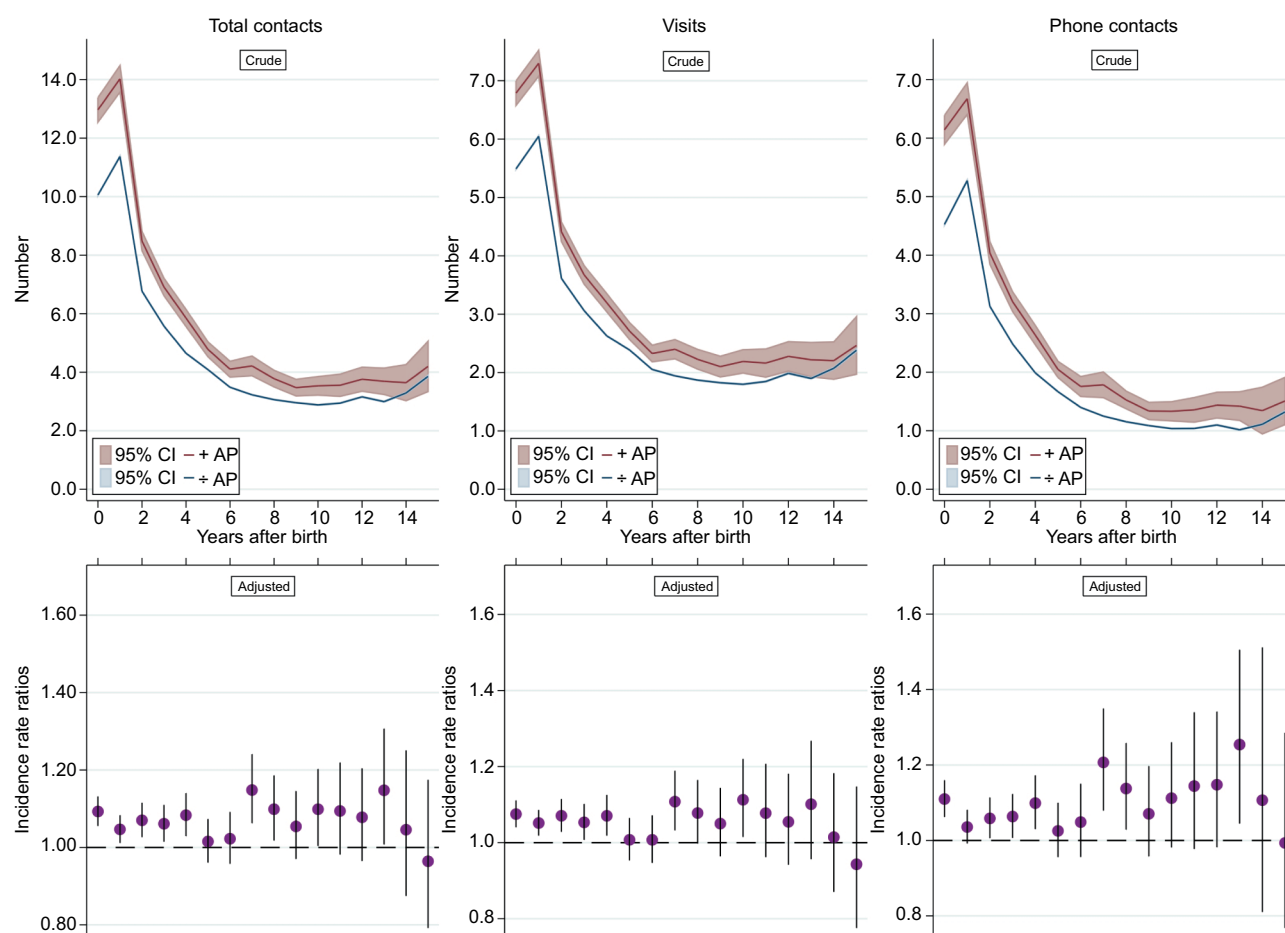 Total contacts
Crude
14.0
12.0
10.0
8.0
6.0
4.0
2.0
0.0
Number
95% CI + AP
95% CI ÷ AP
0 2 4 6 8 10 12 14
Years after birth
Visits
Crude
7.0
6.0
5.0
4.0
3.0
2.0
1.0
0.0
Number
95% CI + AP
95% CI ÷ AP
0 2 4 6 8 10 12 14
Years after birth
Phone contacts
Crude
7.0
6.0
5.0
4.0
3.0
2.0
1.0
0.0
95% CI + AP
95% CI ÷ AP
0 2 4 6 8 10 12 14
Years after birth
Adjusted
1.60
1.40
1.20
1.00
0.80
Incidence rate ratios
Adjusted
1.6
1.4
1.2
1.0
0.8
Incidence rate ratios
Adjusted
1.6
1.4
1.2
1.0
0.8
Incidence rate ratios